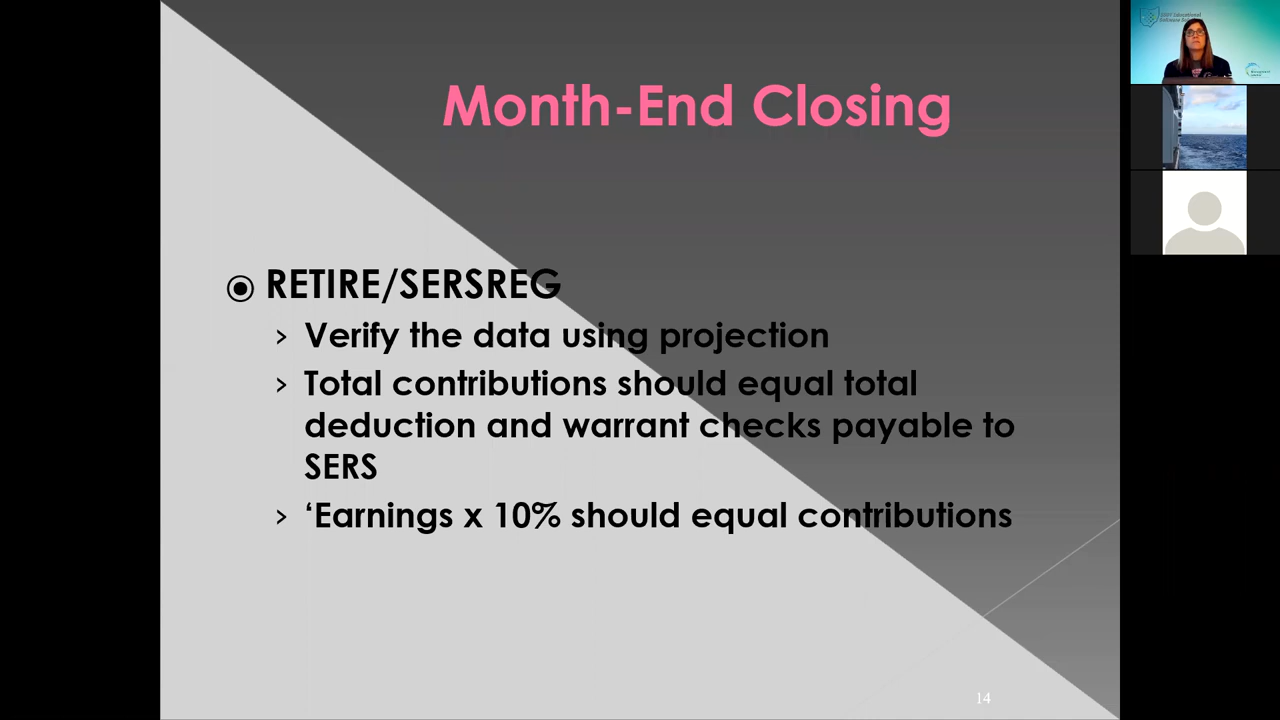 Month-End Closing
RETIRE/SERSREG
› Verify the data using projection
› Total contributions should equal total
deduction and warrant checks payable to
SERS
› ‘Earnings x 10% should equal contributions
14